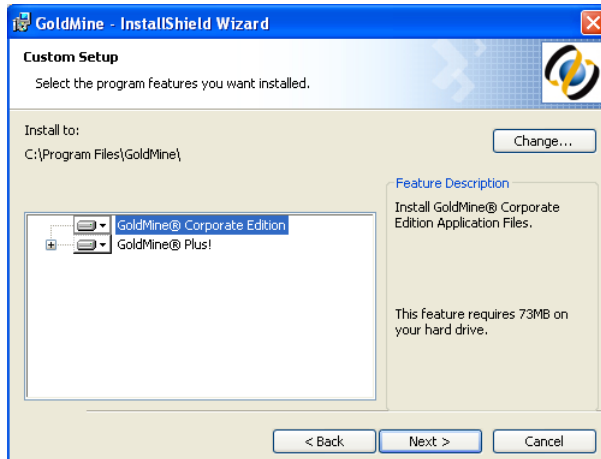 GoldMine - InstallShield Wizard
Custom Setup
Select the program features you want installed.
Install to:
C:\Program Files\GoldMine\
Change...
GoldMine® Corporate Edition
GoldMine® Plus!
Feature Description
Install GoldMine® Corporate
Edition Application Files.
This feature requires 73MB on
your hard drive.
< Back
Next >
Cancel